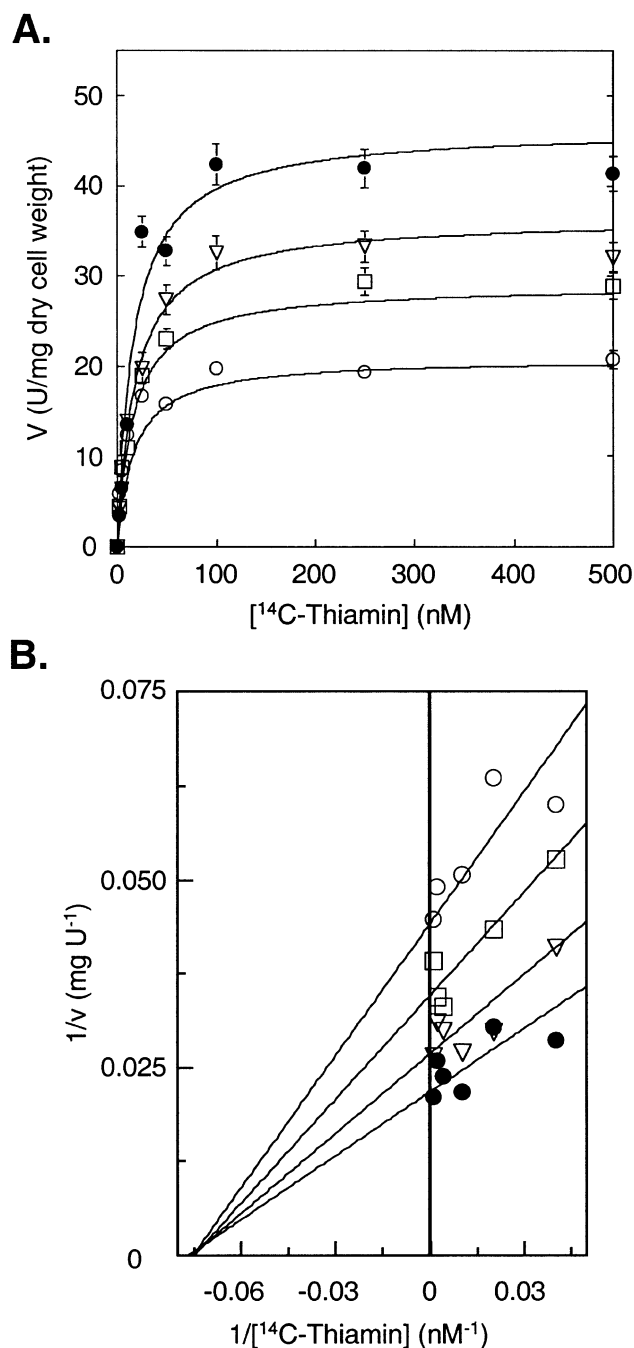 A.
50
40
30
20
10
0
V (U/mg dry cell weight)
0 100 200 300 400 500
[¹⁴C-Thiamin] (nM)
B.
0.075
0.050
0.025
0
1/v (mg U⁻¹)
-0.06 -0.03 0 0.03
1/[¹⁴C-Thiamin] (nM⁻¹)